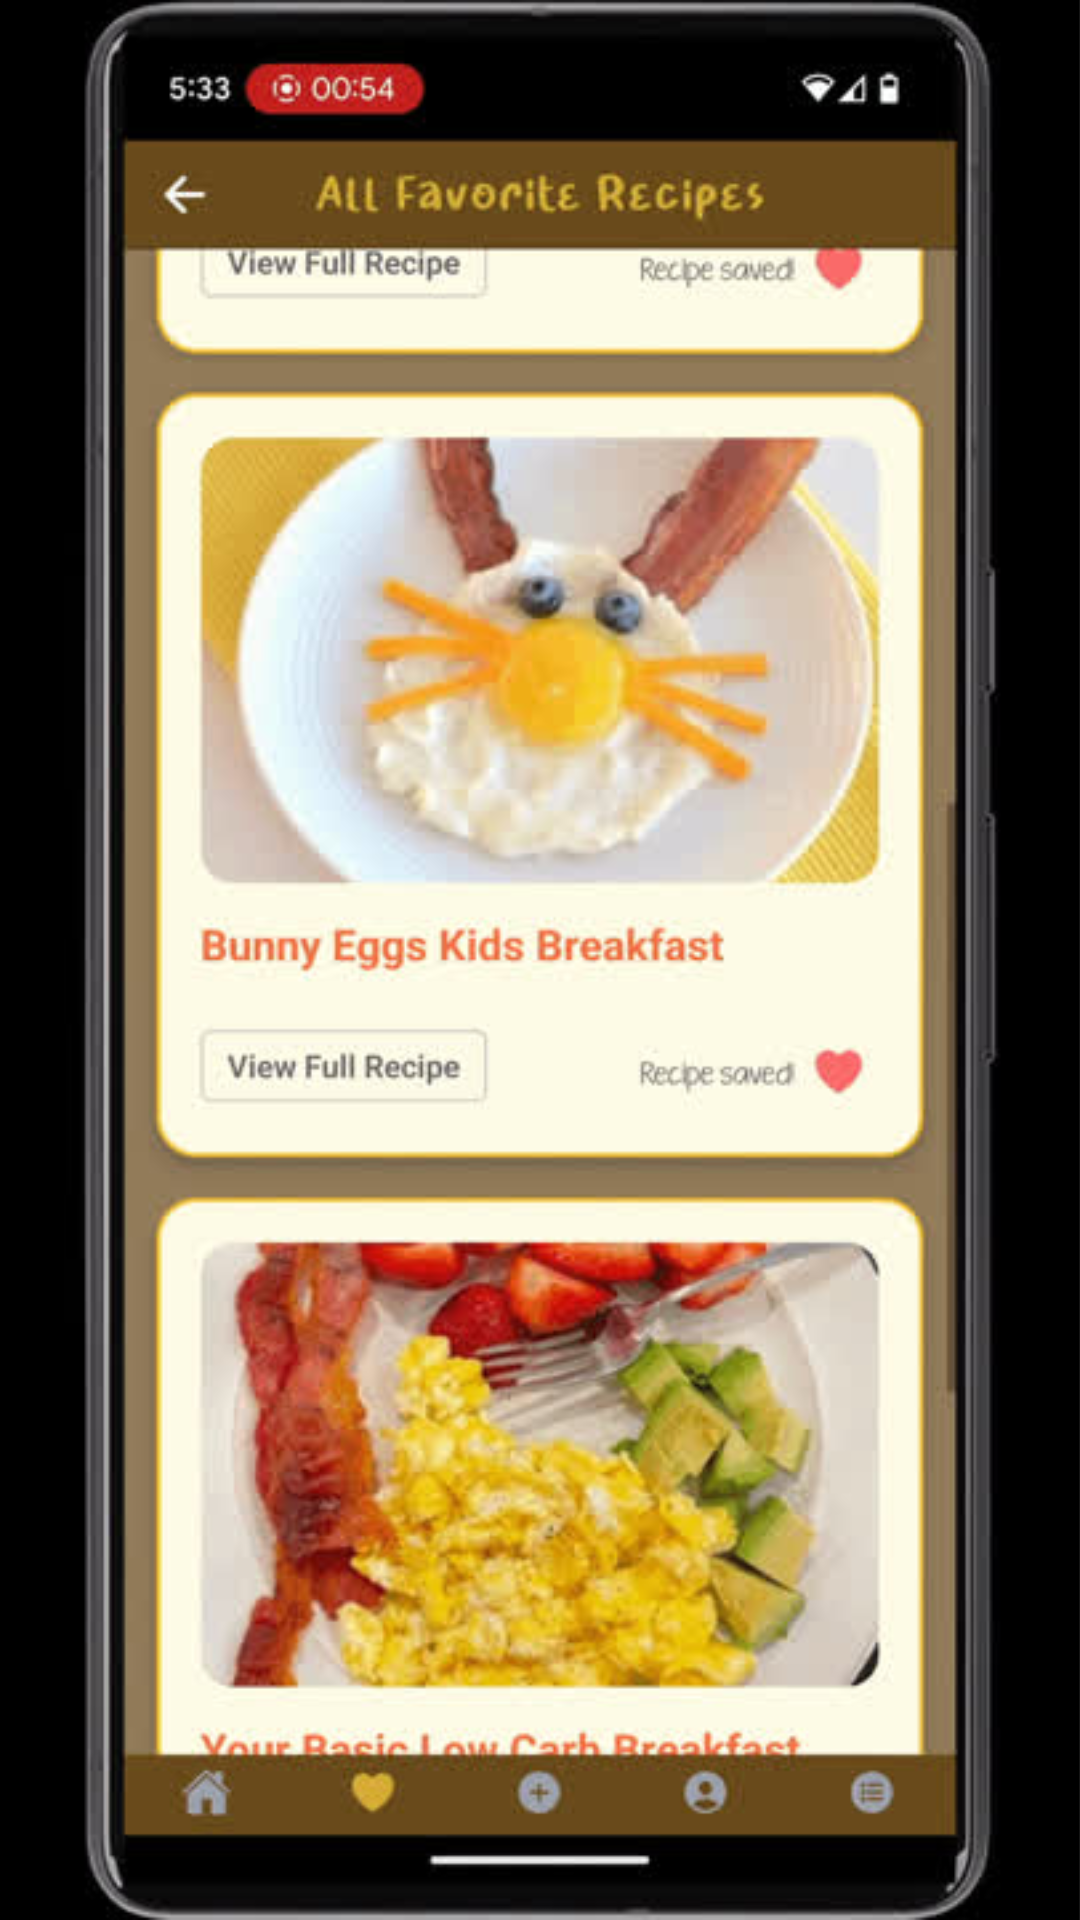 5:33 00:54
All Favorite Recipes
View Full Recipe Recipe saved!
Bunny Eggs Kids Breakfast
View Full Recipe Recipe saved!
Your Basic Low Carb Breakfast